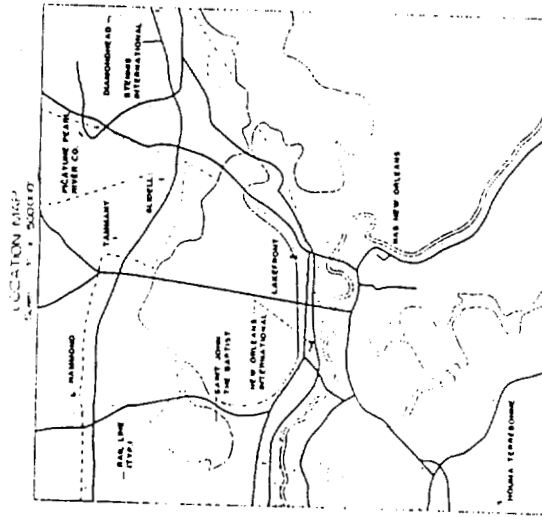 LOCATION MAP
HAMMOND
TAMMANY
PICAYUNE PEARL
RIVER CO.
DIAMONDHEAD
STENNIS
INTERNATIONAL
SLIDELL
RAIL LINE
(TYP.)
SAINT JOHN
THE BAPTIST
NEW ORLEANS
INTERNATIONAL
LAKEFRONT
NAS NEW ORLEANS
HOUMA TERREBONNE